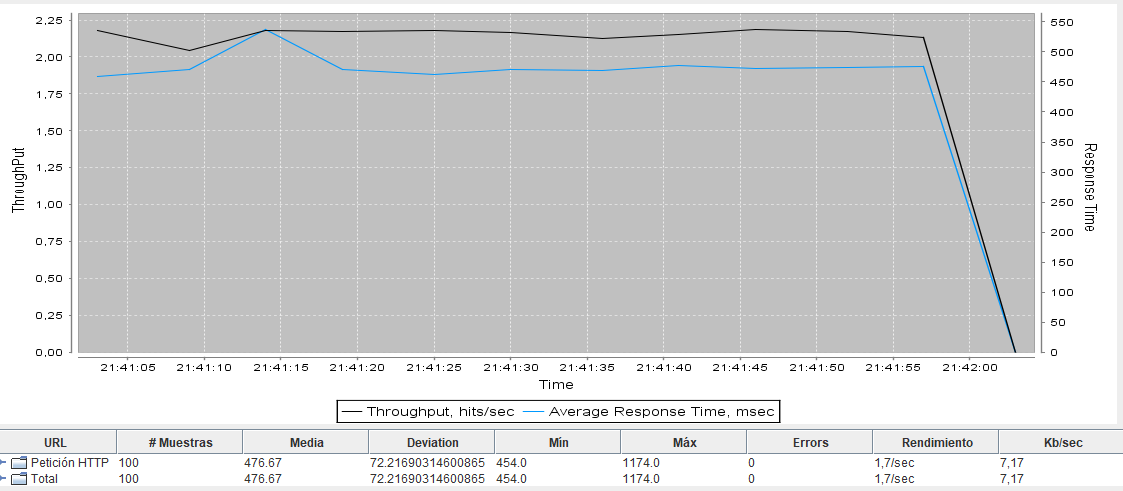 2,25
2,00
1,75
1,50
1,25
1,00
0,75
0,50
0,25
0,00
ThroughPut
550
500
450
400
350
300
250
200
150
100
50
0
Response Time
21:41:05 21:41:10 21:41:15 21:41:20 21:41:25 21:41:30 21:41:35 21:41:40 21:41:45 21:41:50 21:41:55 21:42:00
Time
Throughput, hits/sec Average Response Time, msec
URL # Muestras Media Deviation Mín Máx Errors Rendimiento Kb/sec
Petición HTTP 100 476.67 72.21690314600865 454.0 1174.0 0 1,7/sec 7,17
Total 100 476.67 72.21690314600865 454.0 1174.0 0 1,7/sec 7,17